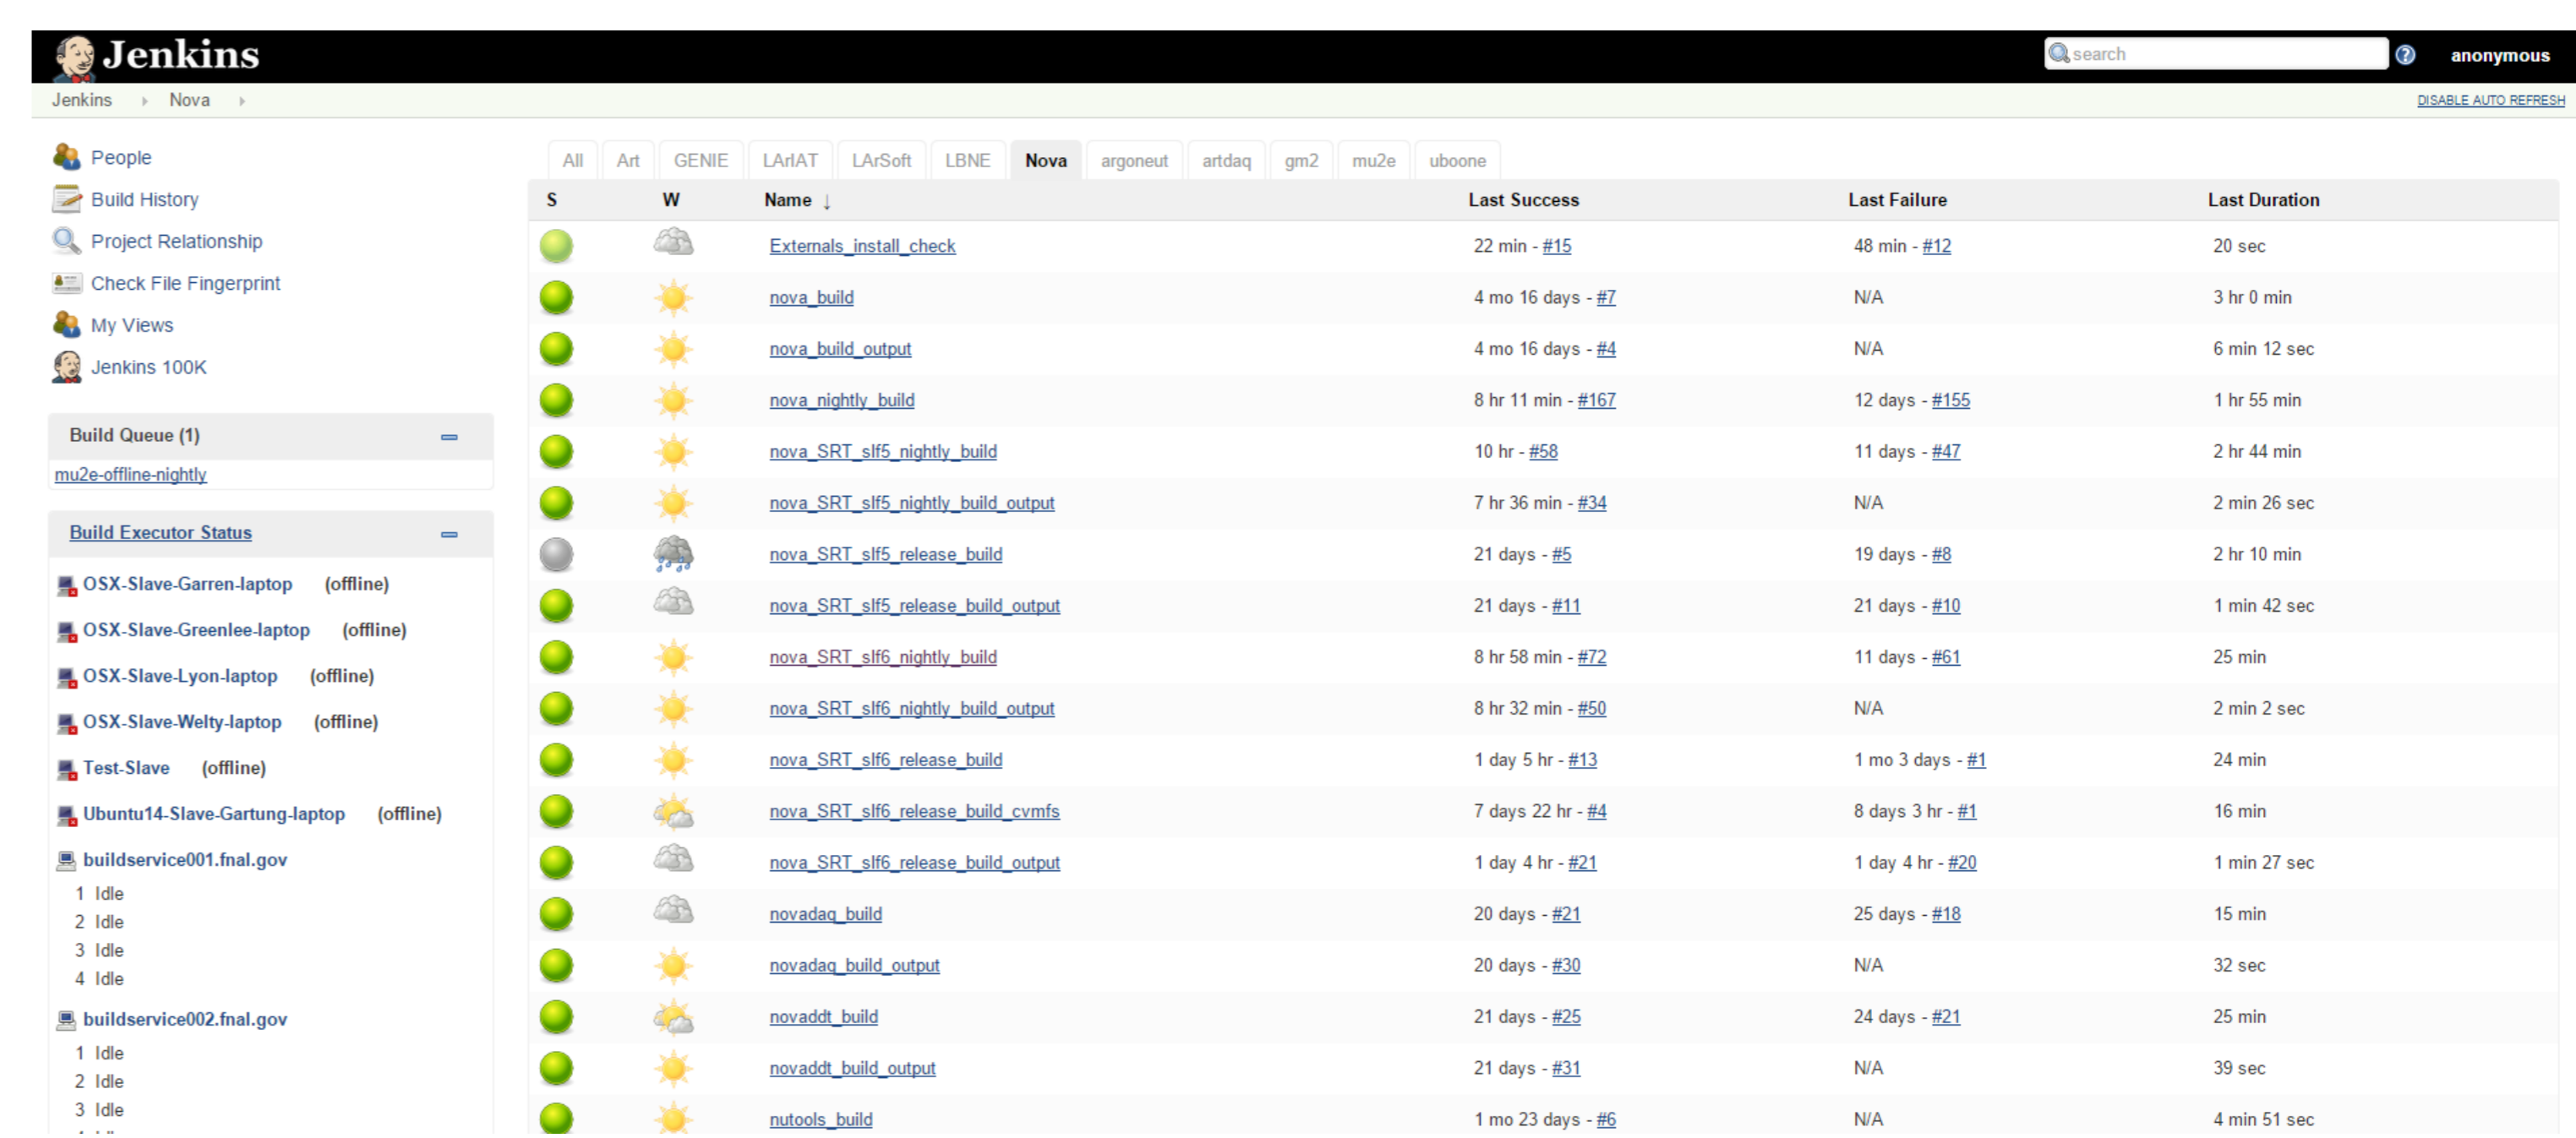 Jenkins
search
anonymous
Jenkins Nova
DISABLE AUTO REFRESH
People
Build History
Project Relationship
Check File Fingerprint
My Views
Jenkins 100K
Build Queue (1)
mu2e-offline-nightly
Build Executor Status
OSX-Slave-Garren-laptop (offline)
OSX-Slave-Greenlee-laptop (offline)
OSX-Slave-Lyon-laptop (offline)
OSX-Slave-Welty-laptop (offline)
Test-Slave (offline)
Ubuntu14-Slave-Gartung-laptop (offline)
buildservice001.fnal.gov
1 Idle
2 Idle
3 Idle
4 Idle
buildservice002.fnal.gov
1 Idle
2 Idle
3 Idle
All Art GENIE LArIAT LArSoft LBNE Nova argoneut artdaq gm2 mu2e uboone
S W Name ↓ Last Success Last Failure Last Duration
Externals_install_check 22 min - #15 48 min - #12 20 sec
nova_build 4 mo 16 days - #7 N/A 3 hr 0 min
nova_build_output 4 mo 16 days - #4 N/A 6 min 12 sec
nova_nightly_build 8 hr 11 min - #167 12 days - #155 1 hr 55 min
nova_SRT_slf5_nightly_build 10 hr - #58 11 days - #47 2 hr 44 min
nova_SRT_slf5_nightly_build_output 7 hr 36 min - #34 N/A 2 min 26 sec
nova_SRT_slf5_release_build 21 days - #5 19 days - #8 2 hr 10 min
nova_SRT_slf5_release_build_output 21 days - #11 21 days - #10 1 min 42 sec
nova_SRT_slf6_nightly_build 8 hr 58 min - #72 11 days - #61 25 min
nova_SRT_slf6_nightly_build_output 8 hr 32 min - #50 N/A 2 min 2 sec
nova_SRT_slf6_release_build 1 day 5 hr - #13 1 mo 3 days - #1 24 min
nova_SRT_slf6_release_build_cvmfs 7 days 22 hr - #4 8 days 3 hr - #1 16 min
nova_SRT_slf6_release_build_output 1 day 4 hr - #21 1 day 4 hr - #20 1 min 27 sec
novadaq_build 20 days - #21 25 days - #18 15 min
novadaq_build_output 20 days - #30 N/A 32 sec
novaddt_build 21 days - #25 24 days - #21 25 min
novaddt_build_output 21 days - #31 N/A 39 sec
nutools_build 1 mo 23 days - #6 N/A 4 min 51 sec